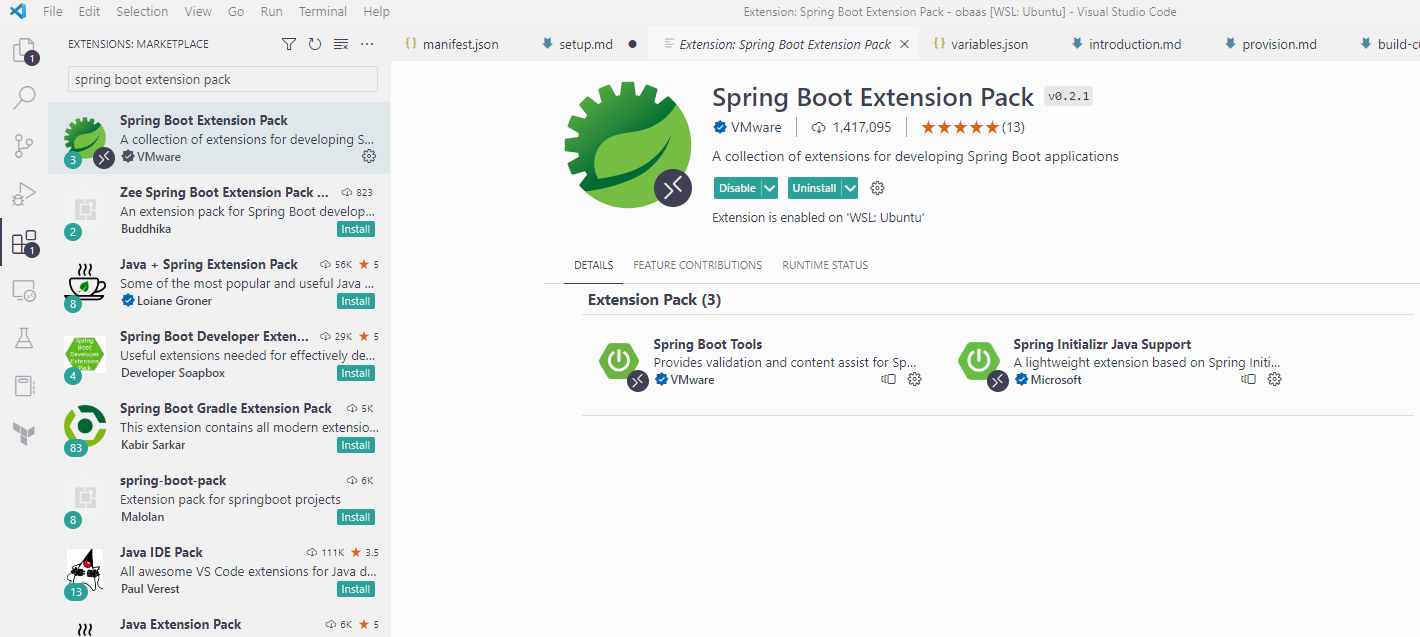 File Edit Selection View Go Run Terminal Help
Extension: Spring Boot Extension Pack - obaas [WSL: Ubuntu] - Visual Studio Code
1
1
EXTENSIONS: MARKETPLACE
spring boot extension pack
Spring Boot Extension Pack
A collection of extensions for developing S...
VMware
3
Zee Spring Boot Extension Pack ... 823
An extension pack for Spring Boot develop...
Buddhika Install
2
Java + Spring Extension Pack 56K 5
Some of the most popular and useful Java ...
Loiane Groner Install
8
Spring Boot Developer Exten... 29K 5
Useful extensions needed for effectively de...
Developer Soapbox Install
Spring
Boot
Developer
Extension
Pack
4
Spring Boot Gradle Extension Pack 5K
This extension contains all modern extensio...
Kabir Sarkar Install
83
spring-boot-pack 6K
Extension pack for springboot projects
Malolan Install
8
Java IDE Pack 111K 3.5
All awesome VS Code extensions for Java d...
Paul Verest Install
13
Java Extension Pack 6K 5
manifest.json setup.md Extension: Spring Boot Extension Pack variables.json introduction.md provision.md build-cu
Spring Boot Extension Pack v0.2.1
VMware 1,417,095 (13)
A collection of extensions for developing Spring Boot applications
Disable Uninstall
Extension is enabled on 'WSL: Ubuntu'
DETAILS FEATURE CONTRIBUTIONS RUNTIME STATUS
Extension Pack (3)
Spring Boot Tools
Provides validation and content assist for Sp...
VMware
Spring Initializr Java Support
A lightweight extension based on Spring Initi...
Microsoft